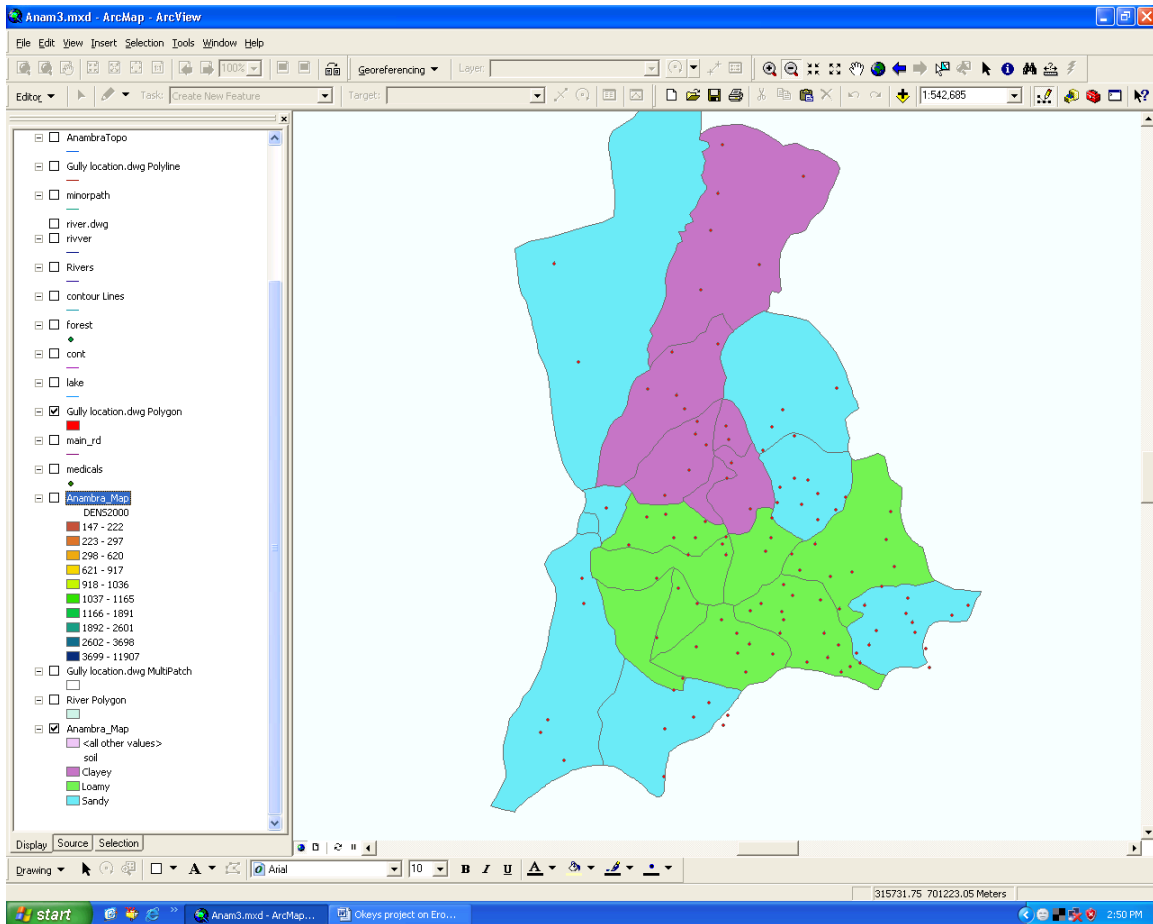 Anam3.mxd - ArcMap - ArcView
File Edit View Insert Selection Tools Window Help
100% Georeferencing Layer:
Editor Task: Create New Feature Target: 1:542,685
AnambraTopo
Gully location.dwg Polyline
minorpath
river.dwg
rivver
Rivers
contour Lines
forest
cont
lake
Gully location.dwg Polygon
main_rd
medicals
Anambra_Map
DENS2000
147 - 222
223 - 297
298 - 620
621 - 917
918 - 1036
1037 - 1165
1166 - 1891
1892 - 2601
2602 - 3698
3699 - 11907
Gully location.dwg MultiPatch
River Polygon
Anambra_Map
<all other values>
soil
Clayey
Loamy
Sandy
Display Source Selection
Drawing A Arial 10 B I U A
315731.75 701223.05 Meters
start Anam3.mxd - ArcMap... Okeys project on Ero... 2:50 PM